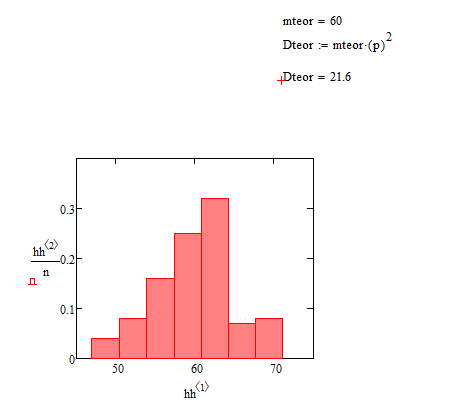 mteor = 60
Dteor := mteor·(p)²
Dteor = 21.6
0.3
hh⟨2⟩
n
0.2
0.1
0
50 60 70
hh⟨1⟩